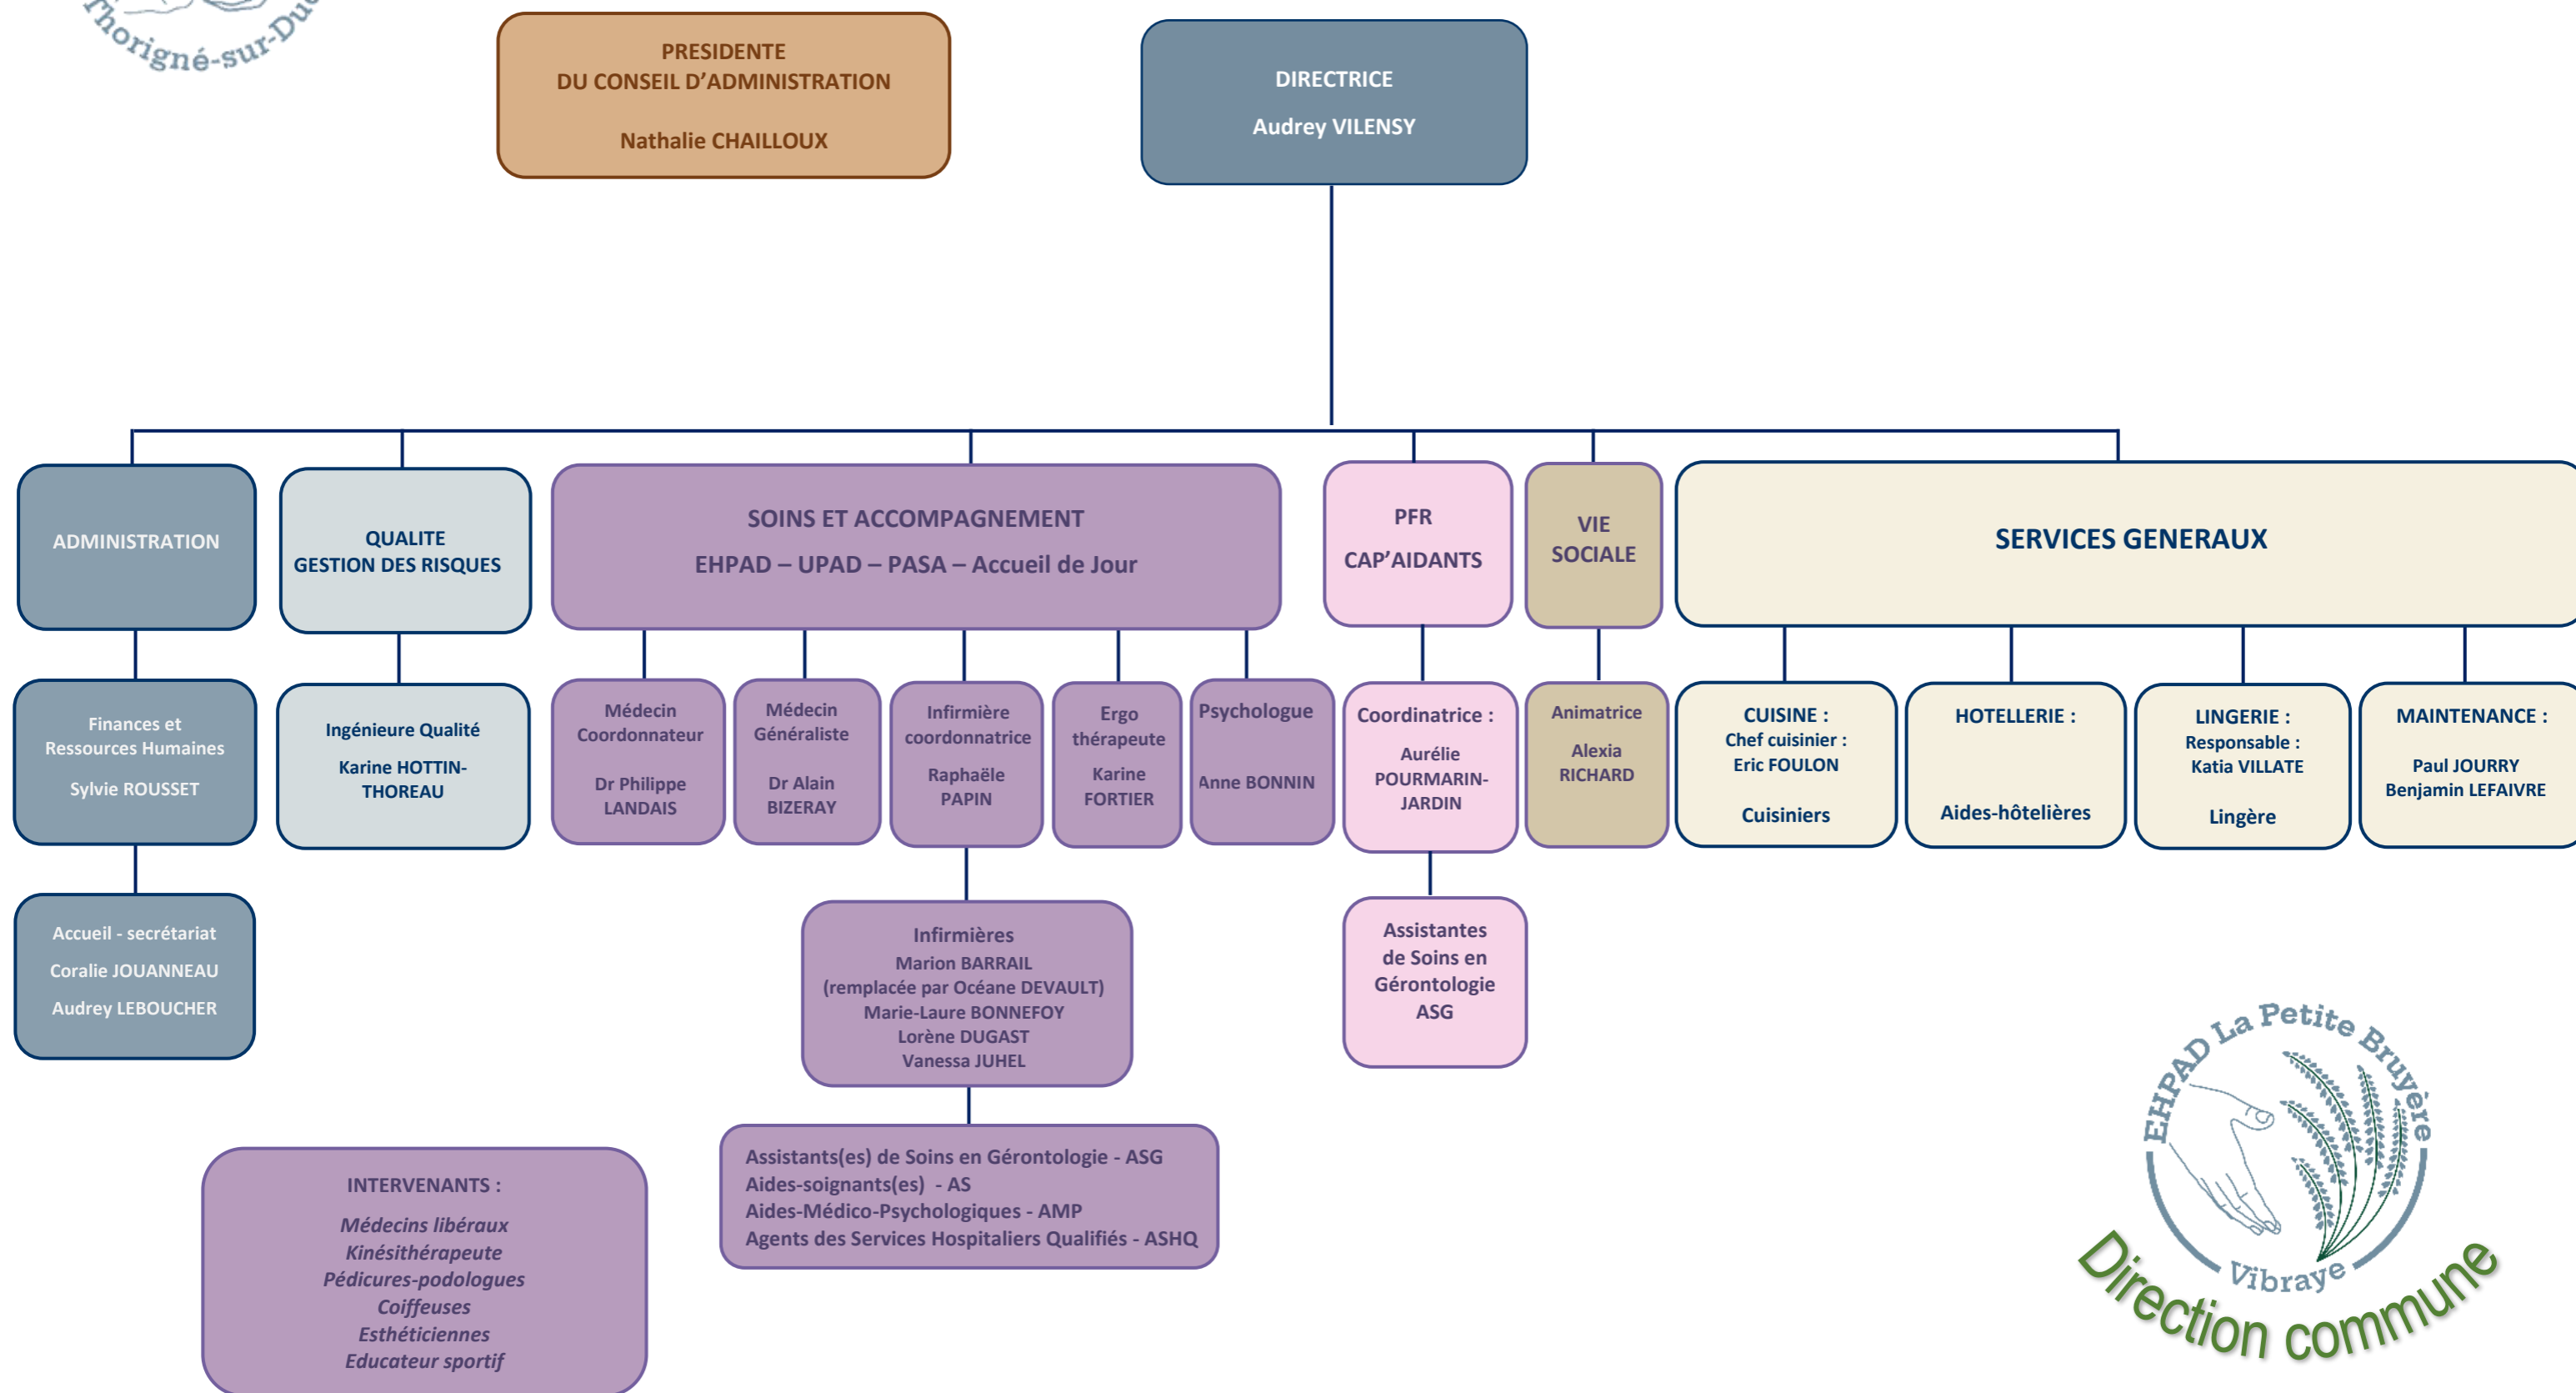 Thorigné-sur-Dué
PRESIDENTE
DU CONSEIL D’ADMINISTRATION
Nathalie CHAILLOUX
DIRECTRICE
Audrey VILENSY
ADMINISTRATION
QUALITE
GESTION DES RISQUES
SOINS ET ACCOMPAGNEMENT
EHPAD – UPAD – PASA – Accueil de Jour
PFR
CAP’AIDANTS
VIE
SOCIALE
SERVICES GENERAUX
Finances et
Ressources Humaines
Sylvie ROUSSET
Ingénieure Qualité
Karine HOTTIN-
THOREAU
Médecin
Coordonnateur
Dr Philippe
LANDAIS
Médecin
Généraliste
Dr Alain
BIZERAY
Infirmière
coordonnatrice
Raphaële
PAPIN
Ergo
thérapeute
Karine
FORTIER
Psychologue
Anne BONNIN
Coordinatrice :
Aurélie
POURMARIN-
JARDIN
Animatrice
Alexia
RICHARD
CUISINE :
Chef cuisinier :
Eric FOULON
Cuisiniers
HOTELLERIE :
Aides-hôtelières
LINGERIE :
Responsable :
Katia VILLATE
Lingère
MAINTENANCE :
Paul JOURRY
Benjamin LEFAIVRE
Accueil - secrétariat
Coralie JOUANNEAU
Audrey LEBOUCHER
Infirmières
Marion BARRAIL
(remplacée par Océane DEVAULT)
Marie-Laure BONNEFOY
Lorène DUGAST
Vanessa JUHEL
Assistantes
de Soins en
Gérontologie
ASG
Assistants(es) de Soins en Gérontologie - ASG
Aides-soignants(es) - AS
Aides-Médico-Psychologiques - AMP
Agents des Services Hospitaliers Qualifiés - ASHQ
INTERVENANTS :
Médecins libéraux
Kinésithérapeute
Pédicures-podologues
Coiffeuses
Esthéticiennes
Educateur sportif
EHPAD La Petite Bruyère
Vibraye
Direction commune